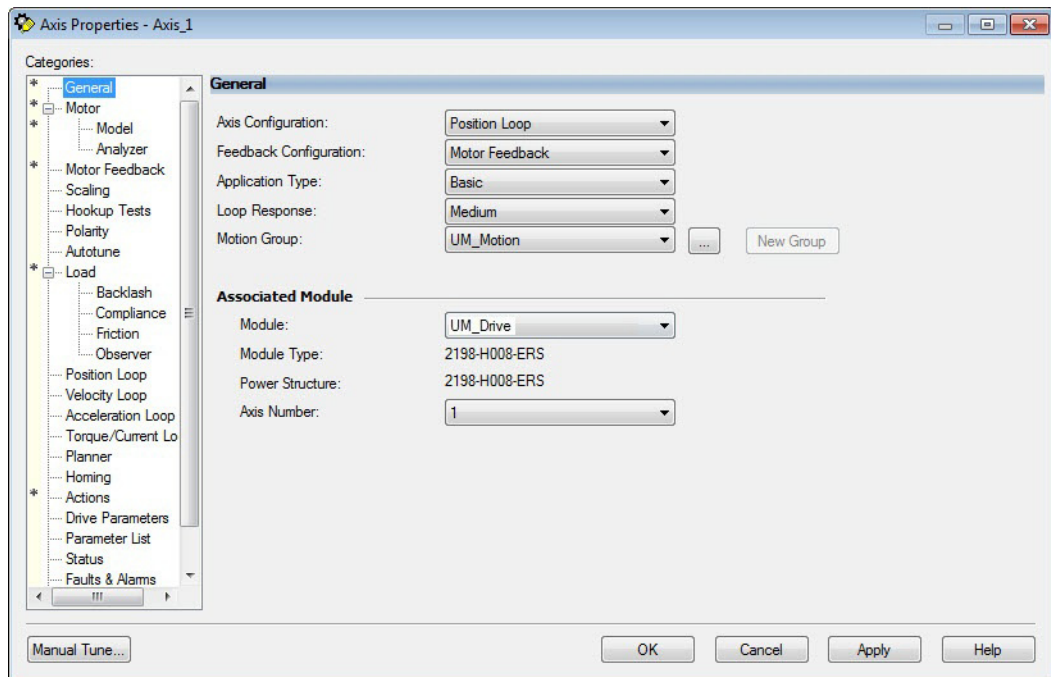 Axis Properties - Axis_1
Categories:
* General
* Motor
* Model
Analyzer
* Motor Feedback
Scaling
Hookup Tests
Polarity
Autotune
* Load
Backlash
Compliance
Friction
Observer
Position Loop
Velocity Loop
Acceleration Loop
Torque/Current Lo
Planner
Homing
* Actions
Drive Parameters
Parameter List
Status
Faults & Alarms
General
Axis Configuration: Position Loop
Feedback Configuration: Motor Feedback
Application Type: Basic
Loop Response: Medium
Motion Group: UM_Motion ... New Group
Associated Module
Module: UM_Drive
Module Type: 2198-H008-ERS
Power Structure: 2198-H008-ERS
Axis Number: 1
Manual Tune... OK Cancel Apply Help